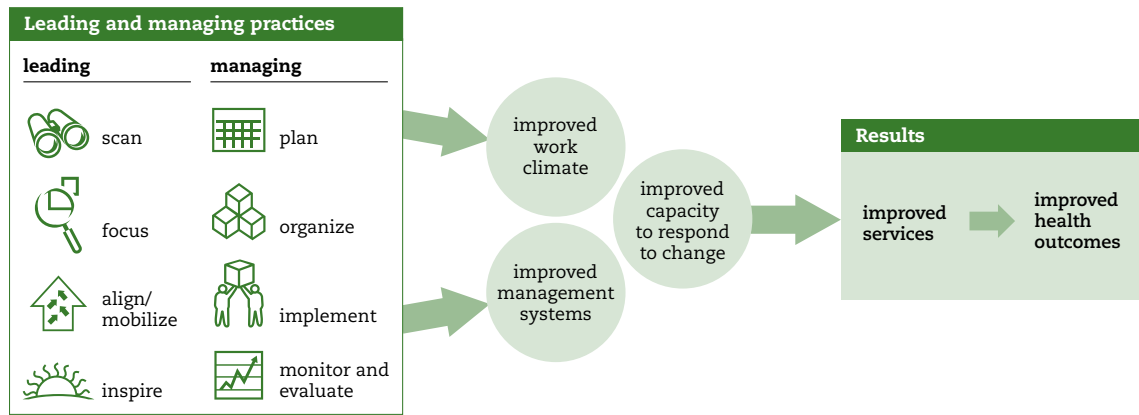 Leading and managing practices
leading
managing
scan
plan
focus
organize
align/
mobilize
implement
inspire
monitor and
evaluate
improved
work
climate
improved
management
systems
improved
capacity
to respond
to change
Results
improved
services
improved
health
outcomes